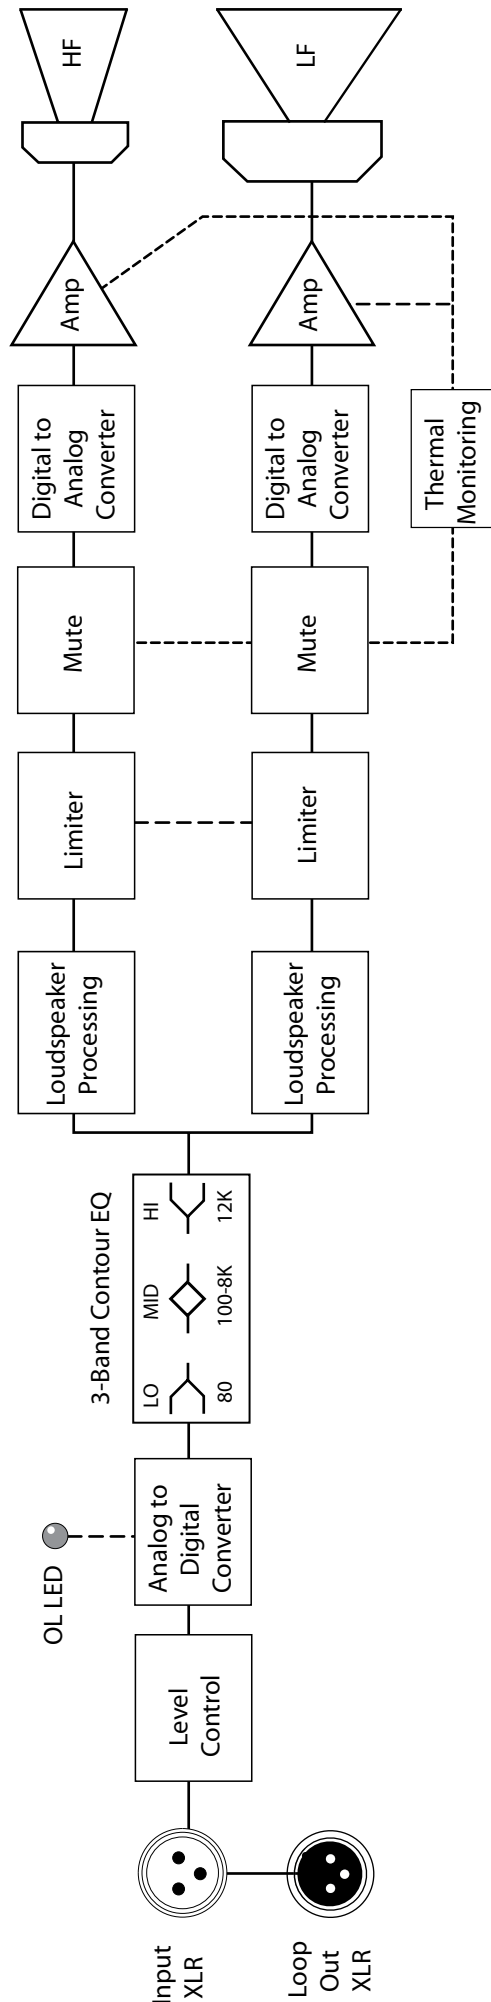 Input
XLR
Loop
Out
XLR
Level
Control
OL LED
Analog to
Digital
Converter
3-Band Contour EQ
LO
MID
HI
80
100-8K
12K
Loudspeaker
Processing
Limiter
Mute
Digital to
Analog
Converter
Amp
HF
Loudspeaker
Processing
Limiter
Mute
Digital to
Analog
Converter
Amp
LF
Thermal
Monitoring